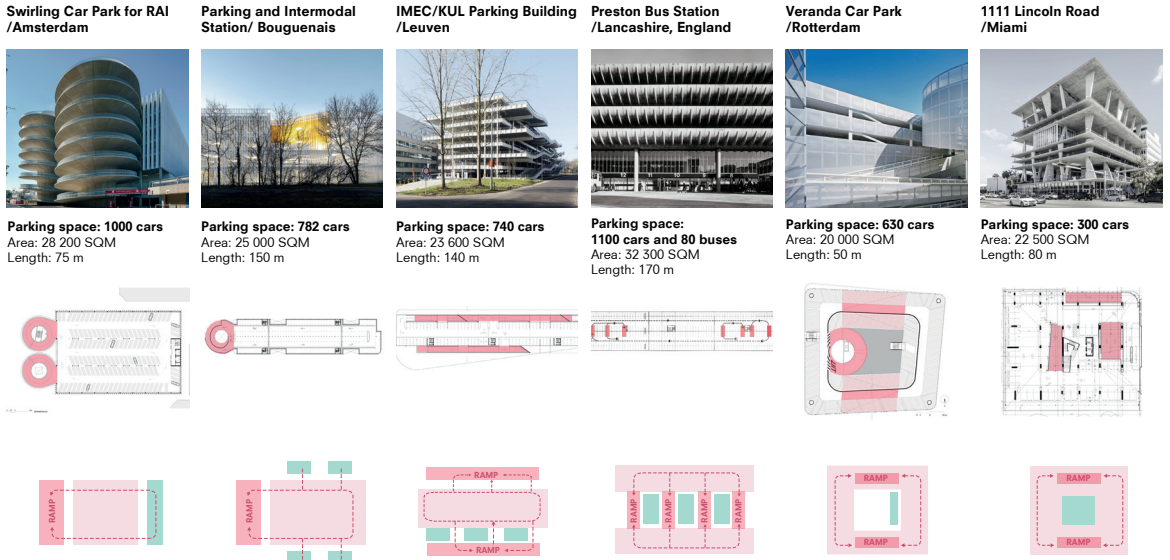 Swirling Car Park for RAI
/Amsterdam
Parking and Intermodal
Station/ Bouguenais
IMEC/KUL Parking Building
/Leuven
Preston Bus Station
/Lancashire, England
Veranda Car Park
/Rotterdam
1111 Lincoln Road
/Miami
12
11
10
Parking space: 1000 cars
Area: 28 200 SQM
Length: 75 m
Parking space: 782 cars
Area: 25 000 SQM
Length: 150 m
Parking space: 740 cars
Area: 23 600 SQM
Length: 140 m
Parking space:
1100 cars and 80 buses
Area: 32 300 SQM
Length: 170 m
Parking space: 630 cars
Area: 20 000 SQM
Length: 50 m
Parking space: 300 cars
Area: 22 500 SQM
Length: 80 m
RAMP
RAMP
RAMP
RAMP
RAMP
RAMP
RAMP
RAMP
RAMP
RAMP
RAMP
RAMP